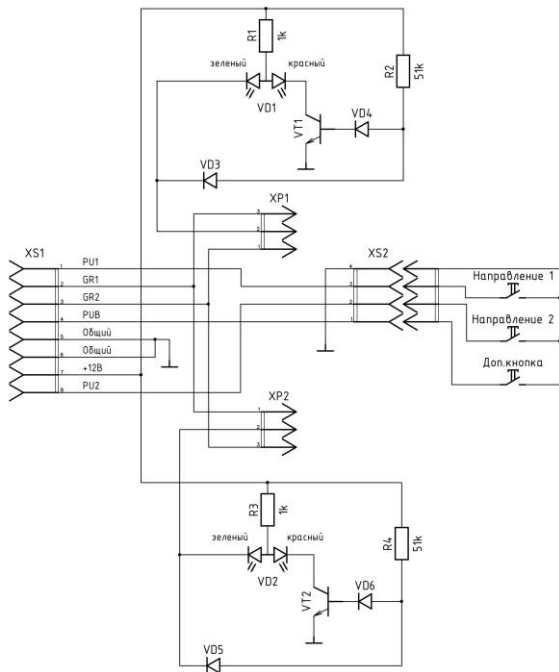 R1
1k
зеленый
красный
VD1
R2
51k
VT1
VD4
VD3
XP1
3
2
1
XS1
1
PU1
2
GR1
3
GR2
4
PUB
5
Общий
6
Общий
7
+12В
8
PU2
XS2
4
3
2
1
Направление 1
Направление 2
Доп.кнопка
XP2
1
2
3
R3
1k
зеленый
красный
VD2
R4
51k
VT2
VD6
VD5